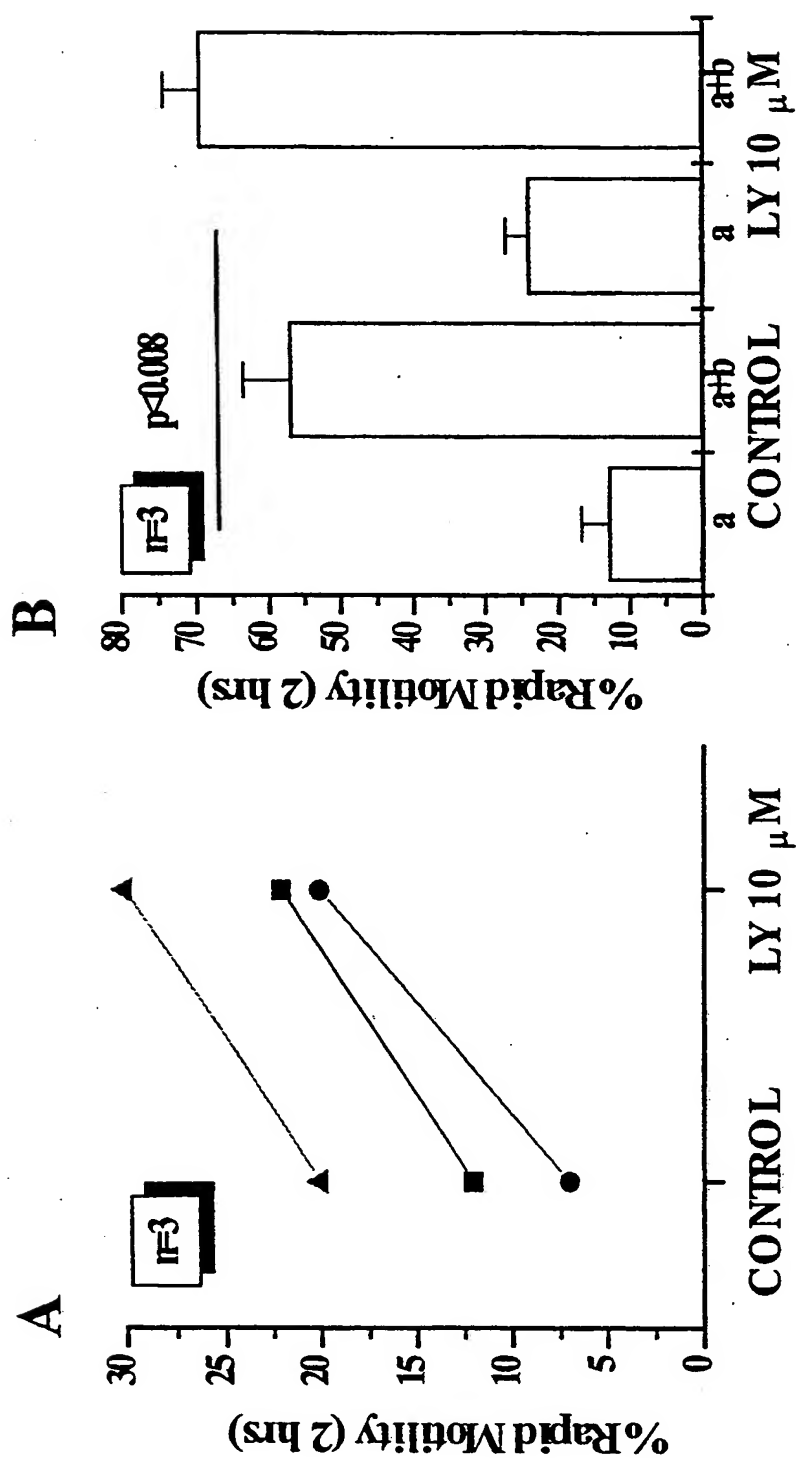 A
n=3
% Rapid Motility (2 hrs)
30
25
20
15
10
5
0
CONTROL
LY 10 μM
B
n=3
p<0.008
% Rapid Motility (2 hrs)
80
70
60
50
40
30
20
10
0
a
a+b
a
a+b
CONTROL
LY 10 μM